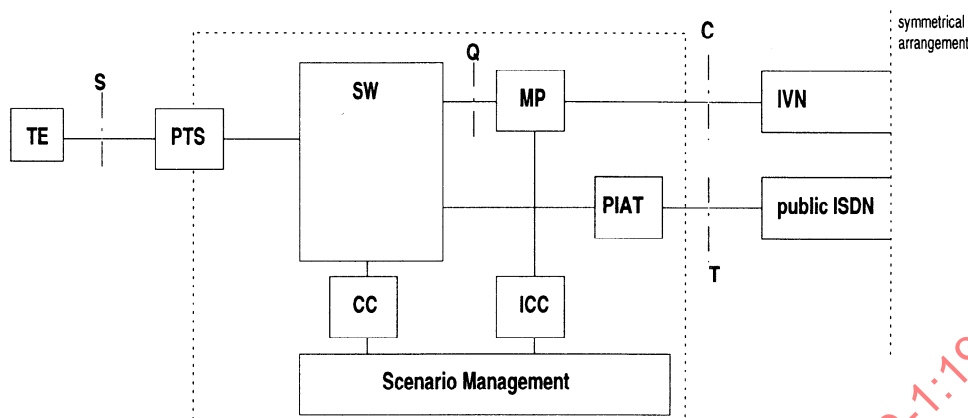 symmetrical
arrangement
C
Q
S
SW
MP
IVN
TE
PTS
PIAT
public ISDN
T
CC
ICC
Scenario Management